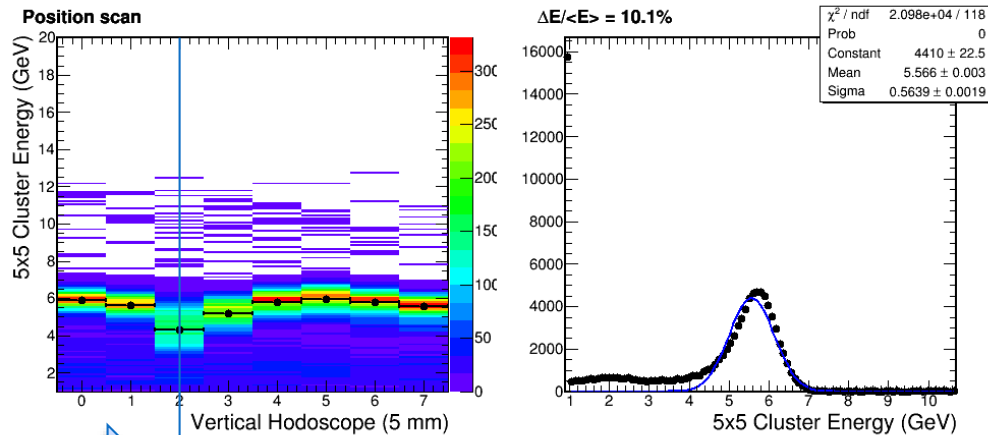 Position scan
5x5 Cluster Energy (GeV)
20
18
16
14
12
10
8
6
4
2
0 1 2 3 4 5 6 7
Vertical Hodoscope (5 mm)
300
250
200
150
100
50
0
ΔE/<E> = 10.1%
χ² / ndf 2.098e+04 / 118
Prob 0
Constant 4410 ± 22.5
Mean 5.566 ± 0.003
Sigma 0.5639 ± 0.0019
16000
14000
12000
10000
8000
6000
4000
2000
0
1 2 3 4 5 6 7 8 9 10
5x5 Cluster Energy (GeV)